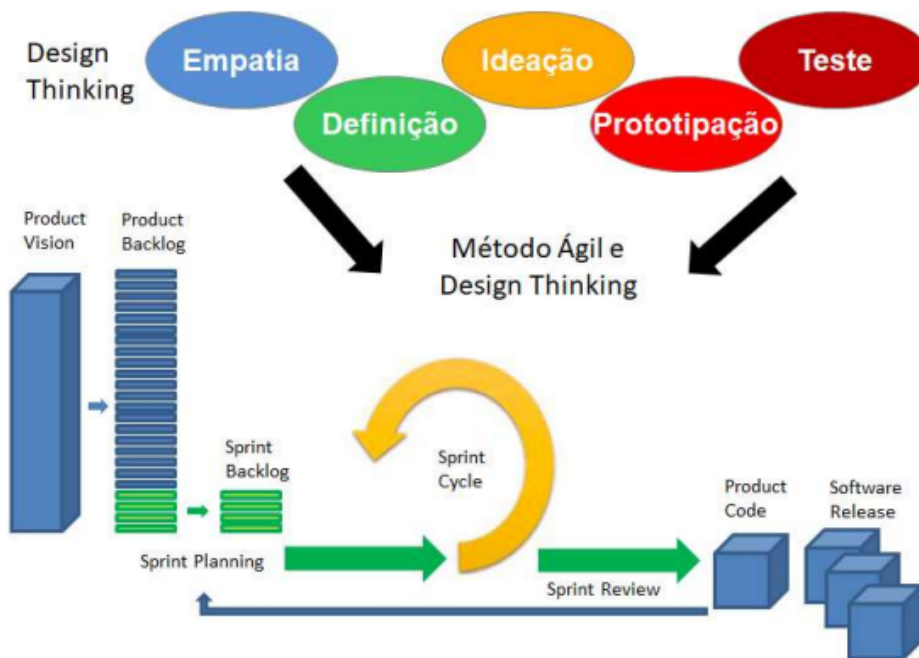 Design
Thinking
Empatia
Definição
Ideação
Prototipação
Teste
Método Ágil e
Design Thinking
Product
Vision
Product
Backlog
Sprint
Backlog
Sprint Planning
Sprint
Cycle
Sprint Review
Product
Code
Software
Release